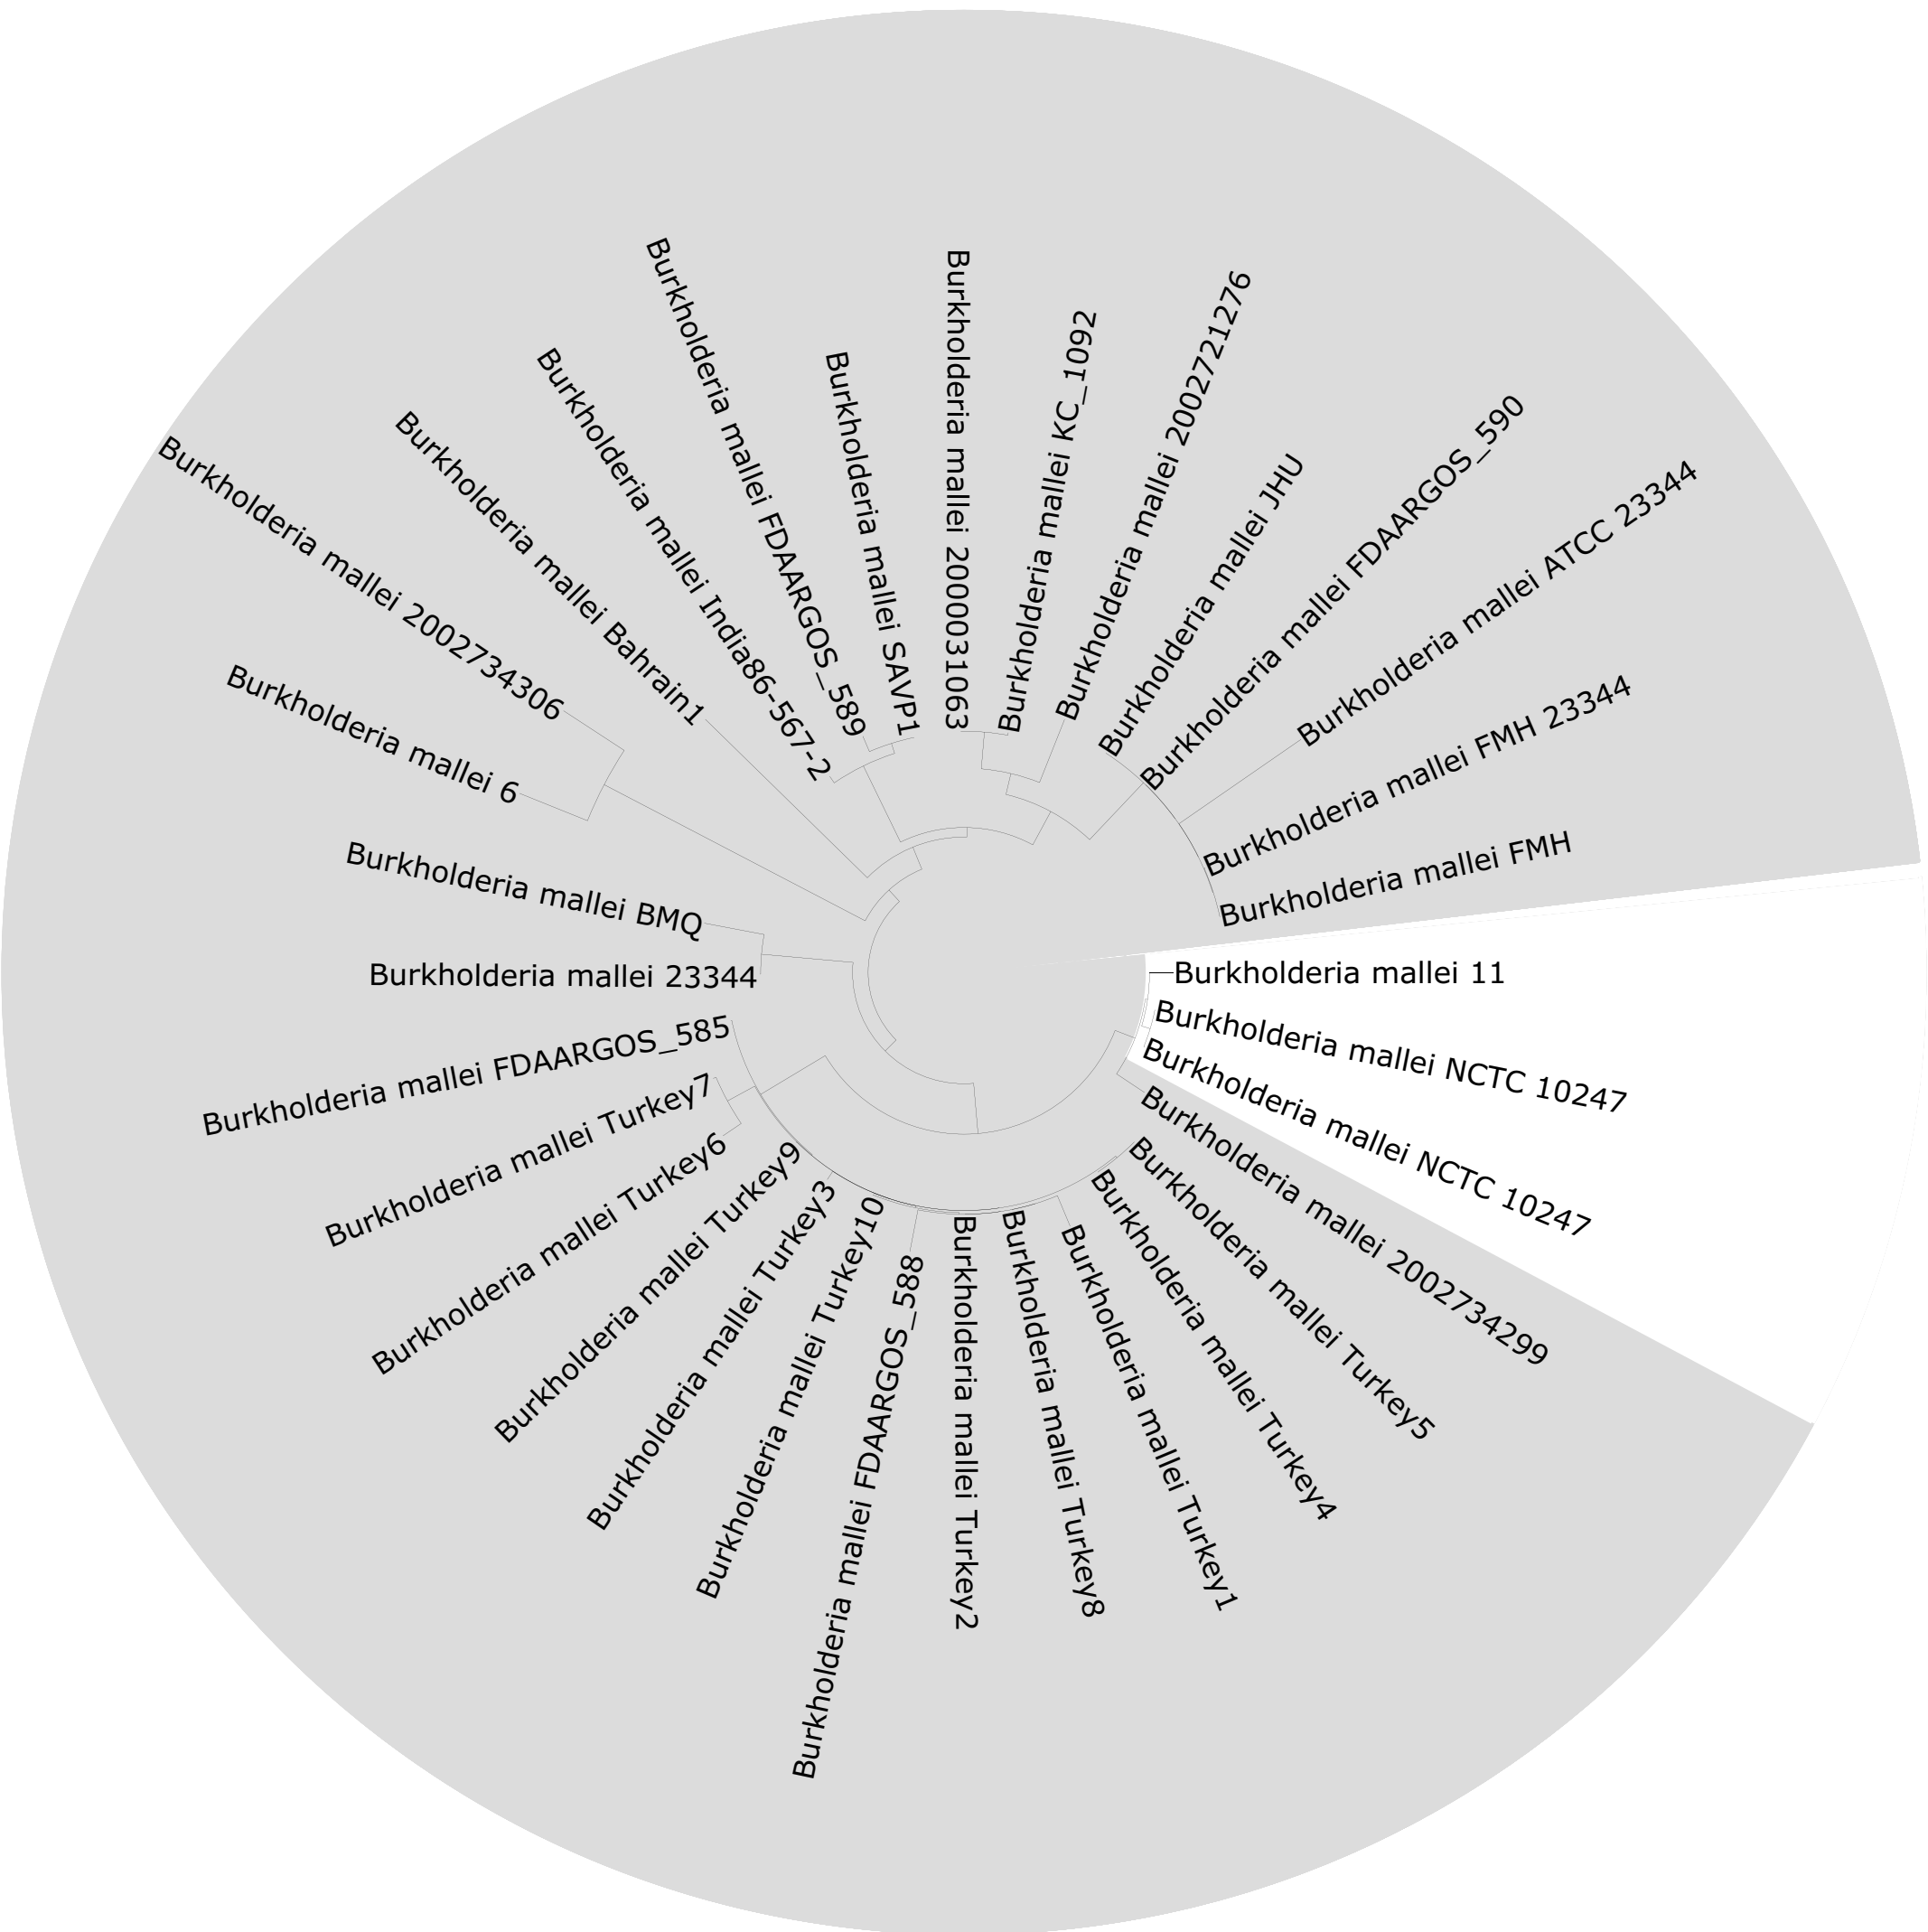 Burkholderia mallei 2000031063
Burkholderia mallei KC_1092
Burkholderia mallei 2002721276
Burkholderia mallei JHU
Burkholderia mallei FDAARGOS_590
Burkholderia mallei ATCC 23344
Burkholderia mallei FMH 23344
Burkholderia mallei FMH
Burkholderia mallei 11
Burkholderia mallei NCTC 10247
Burkholderia mallei NCTC 10247
Burkholderia mallei 2002734299
Burkholderia mallei Turkey5
Burkholderia mallei Turkey4
Burkholderia mallei Turkey1
Burkholderia mallei Turkey8
Burkholderia mallei Turkey2
Burkholderia mallei FDAARGOS_588
Burkholderia mallei Turkey10
Burkholderia mallei Turkey3
Burkholderia mallei Turkey9
Burkholderia mallei Turkey6
Burkholderia mallei Turkey7
Burkholderia mallei FDAARGOS_585
Burkholderia mallei 23344
Burkholderia mallei BMQ
Burkholderia mallei 6
Burkholderia mallei 2002734306
Burkholderia mallei Bahrain1
Burkholderia mallei India86-567-2
Burkholderia mallei FDAARGOS_589
Burkholderia mallei SAVP1